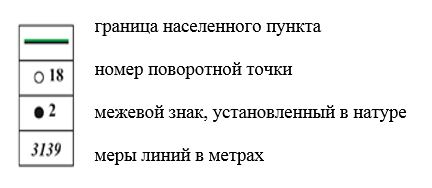 граница населенного пункта
18 номер поворотной точки
2 межевой знак, установленный в натуре
3139 меры линий в метрах